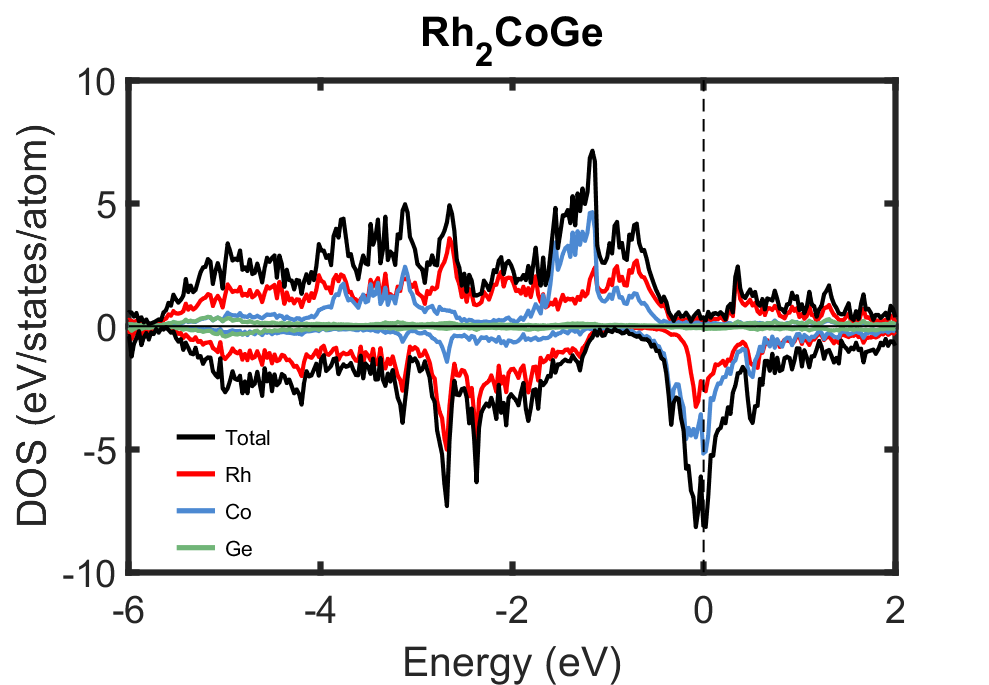 Rh₂CoGe
10
5
0
-5
-10
DOS (eV/states/atom)
Total
Rh
Co
Ge
-6
-4
-2
0
2
Energy (eV)